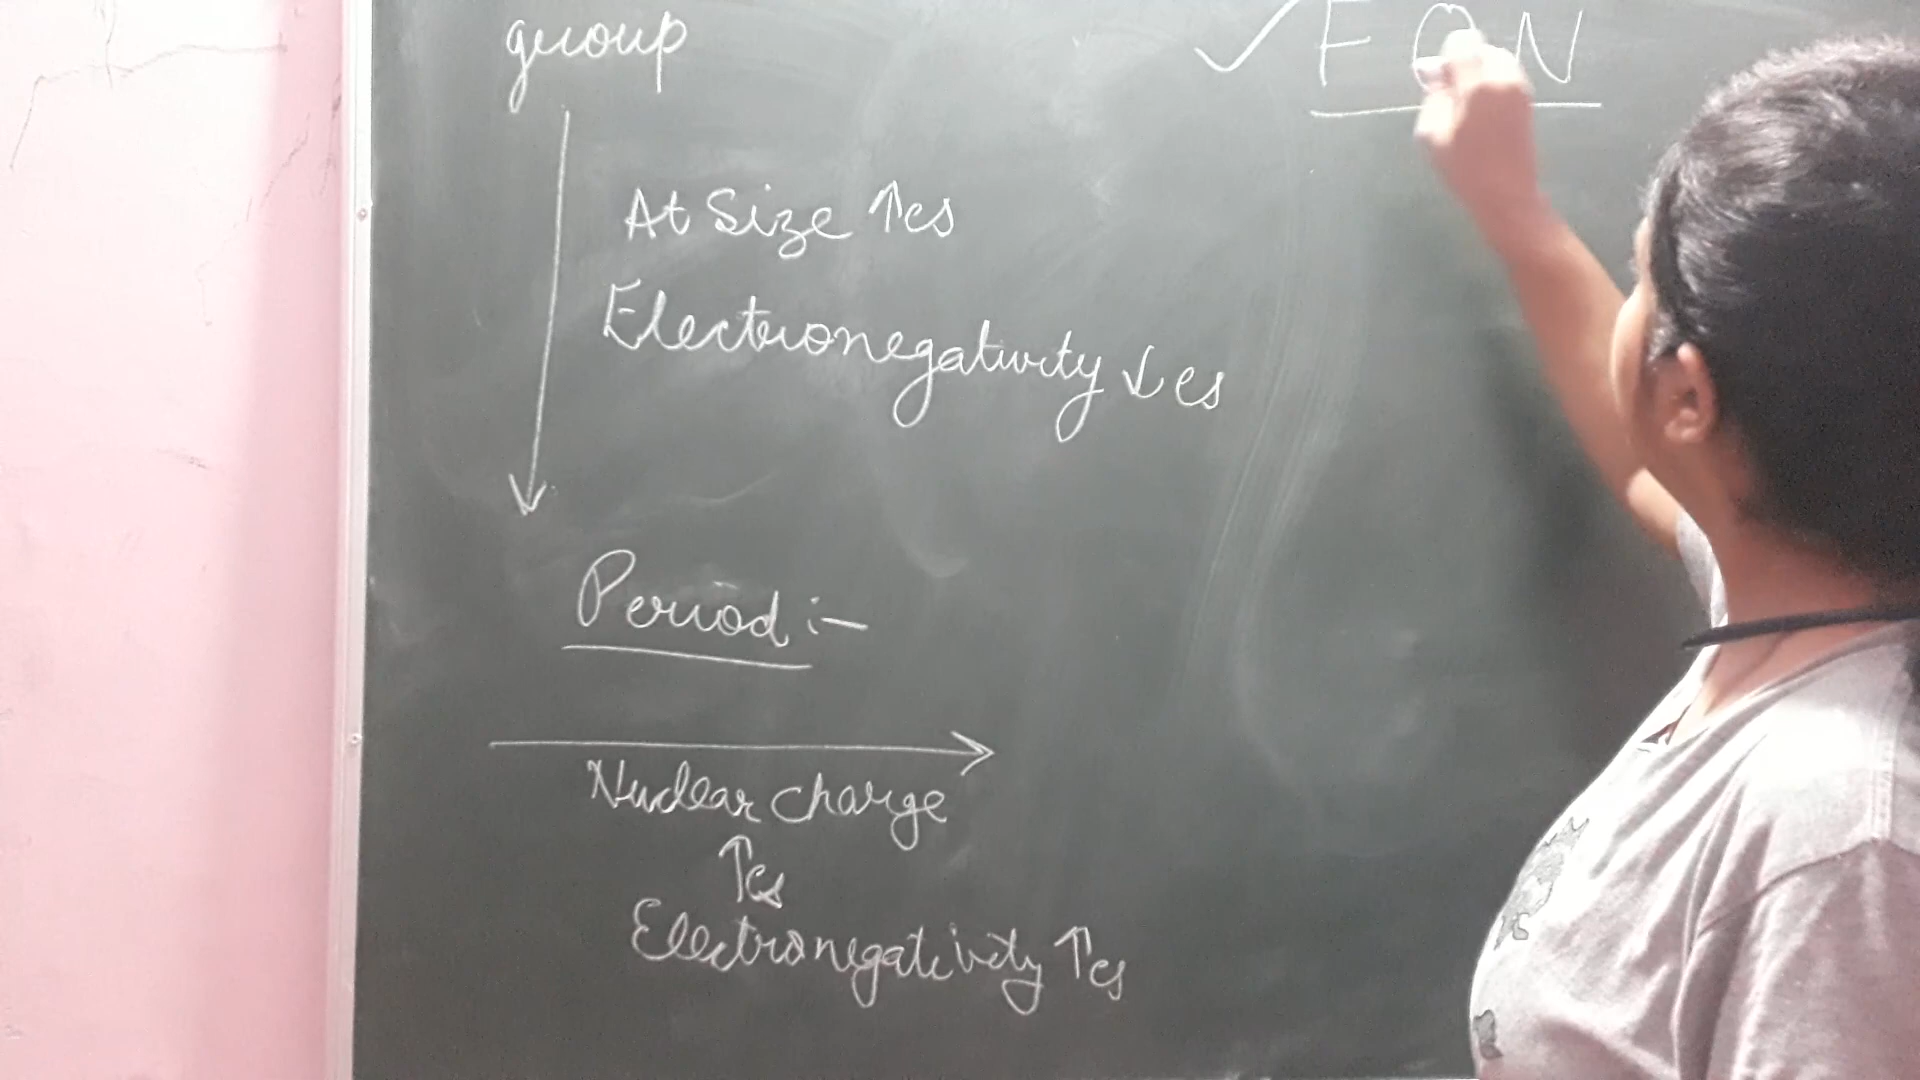 group
✓ F O N
At Size ↑es
Electronegativity ↓es
Period :-
Nuclear charge
↑es
Electronegativity ↑es